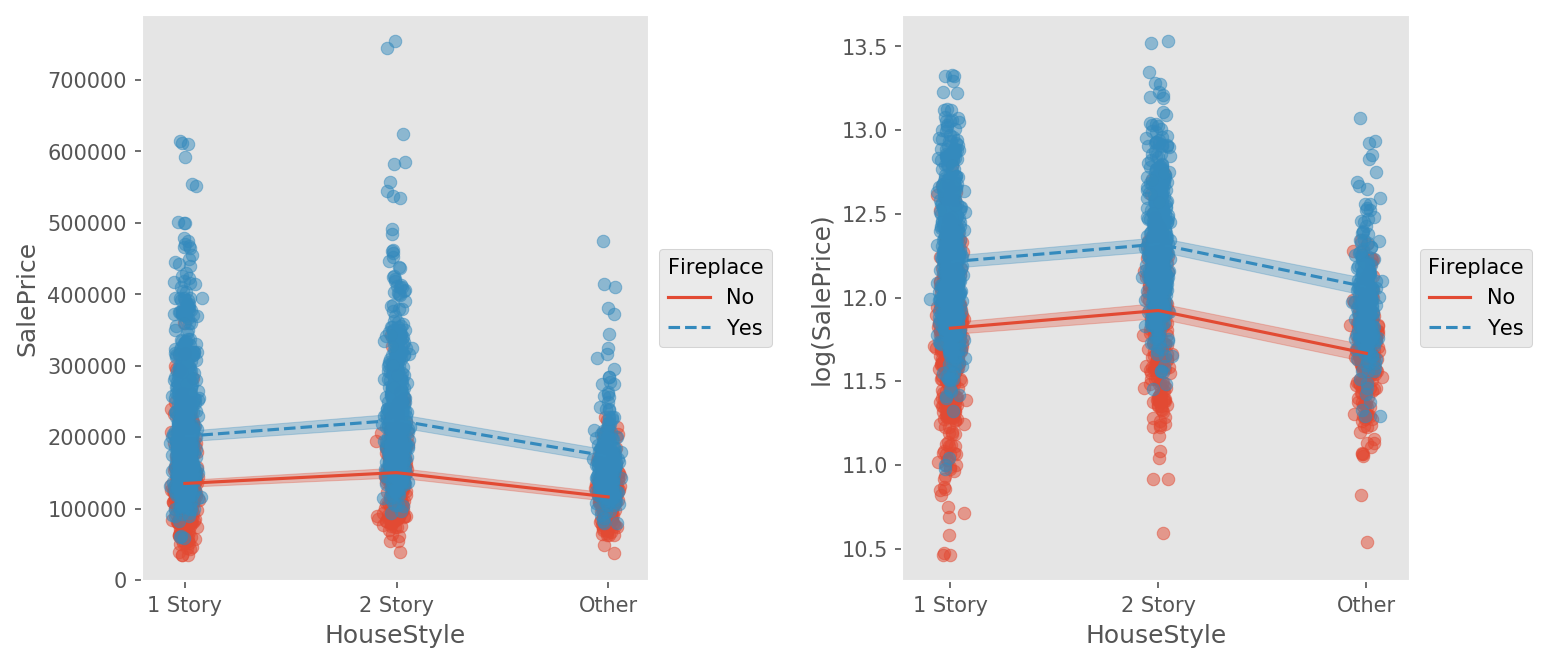 SalePrice
700000
600000
500000
400000
300000
200000
100000
0
1 Story 2 Story Other
HouseStyle
Fireplace
No
Yes
log(SalePrice)
13.5
13.0
12.5
12.0
11.5
11.0
10.5
1 Story 2 Story Other
HouseStyle
Fireplace
No
Yes